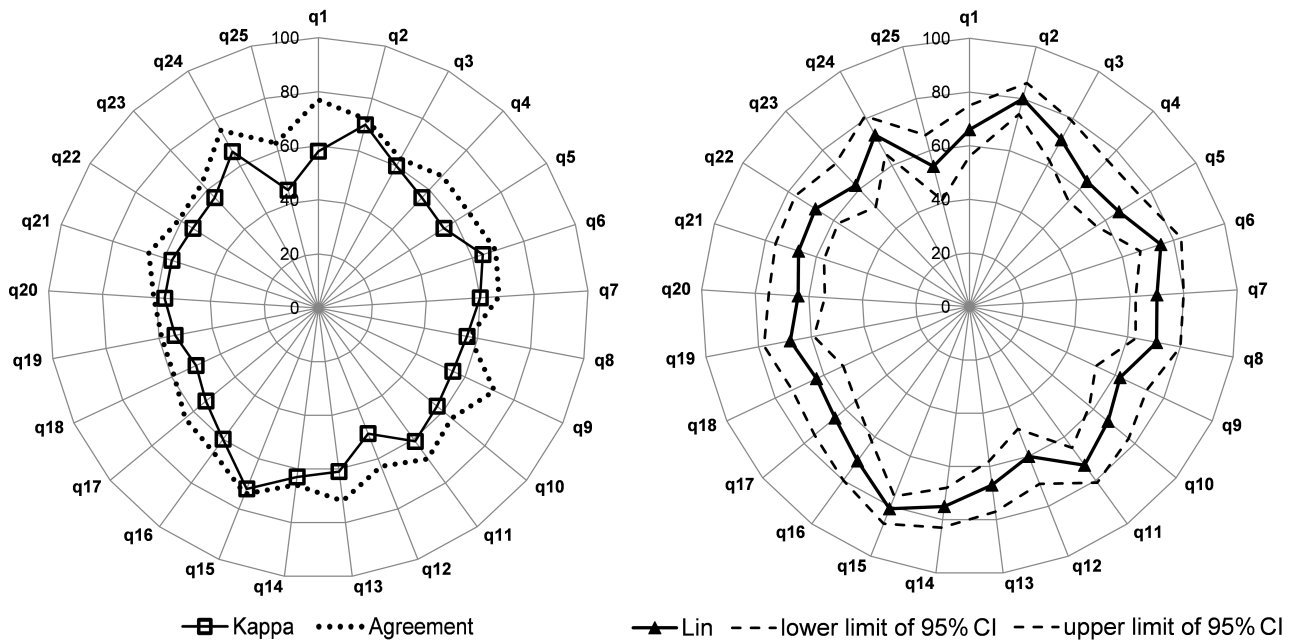 q1
q2
q3
q4
q5
q6
q7
q8
q9
q10
q11
q12
q13
q14
q15
q16
q17
q18
q19
q20
q21
q22
q23
q24
q25
100
80
60
40
20
0
Kappa Agreement
q1
q2
q3
q4
q5
q6
q7
q8
q9
q10
q11
q12
q13
q14
q15
q16
q17
q18
q19
q20
q21
q22
q23
q24
q25
100
80
60
40
20
0
Lin lower limit of 95% CI upper limit of 95% CI